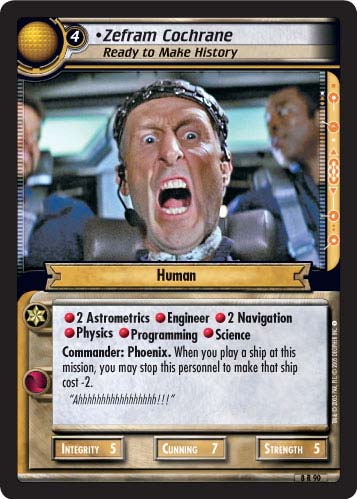 4
•Zefram Cochrane
Ready to Make History
Human
2 Astrometrics Engineer 2 Navigation
Physics Programming Science
Commander: Phoenix. When you play a ship at this
mission, you may stop this personnel to make that ship
cost -2.
"Ahhhhhhhhhhhhhhhh!!!"
INTEGRITY 5 CUNNING 7 STRENGTH 5
8 R 90